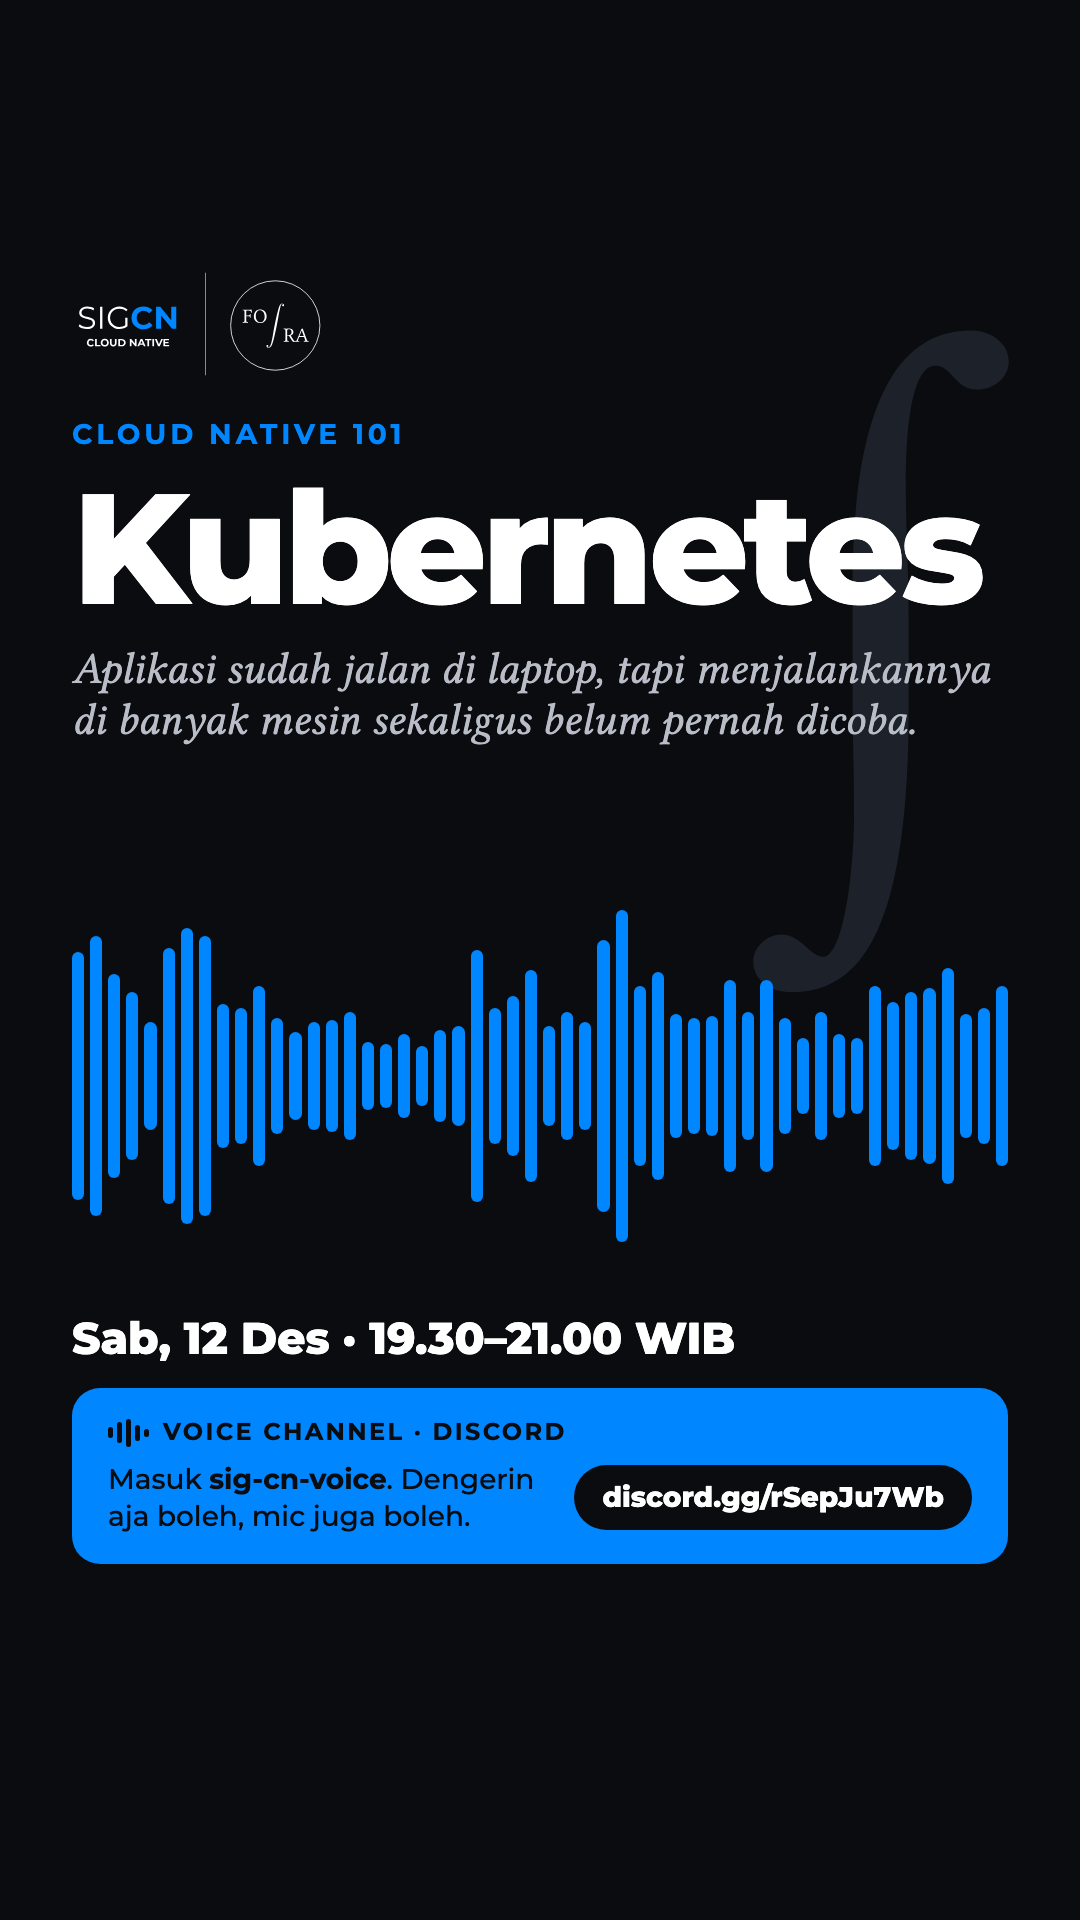 SIGCN
CLOUD NATIVE
FO RA
CLOUD NATIVE 101
Kubernetes
Aplikasi sudah jalan di laptop, tapi menjalankannya
di banyak mesin sekaligus belum pernah dicoba.
Sab, 12 Des · 19.30–21.00 WIB
VOICE CHANNEL · DISCORD
Masuk sig-cn-voice. Dengerin
aja boleh, mic juga boleh.
discord.gg/rSepJu7Wb